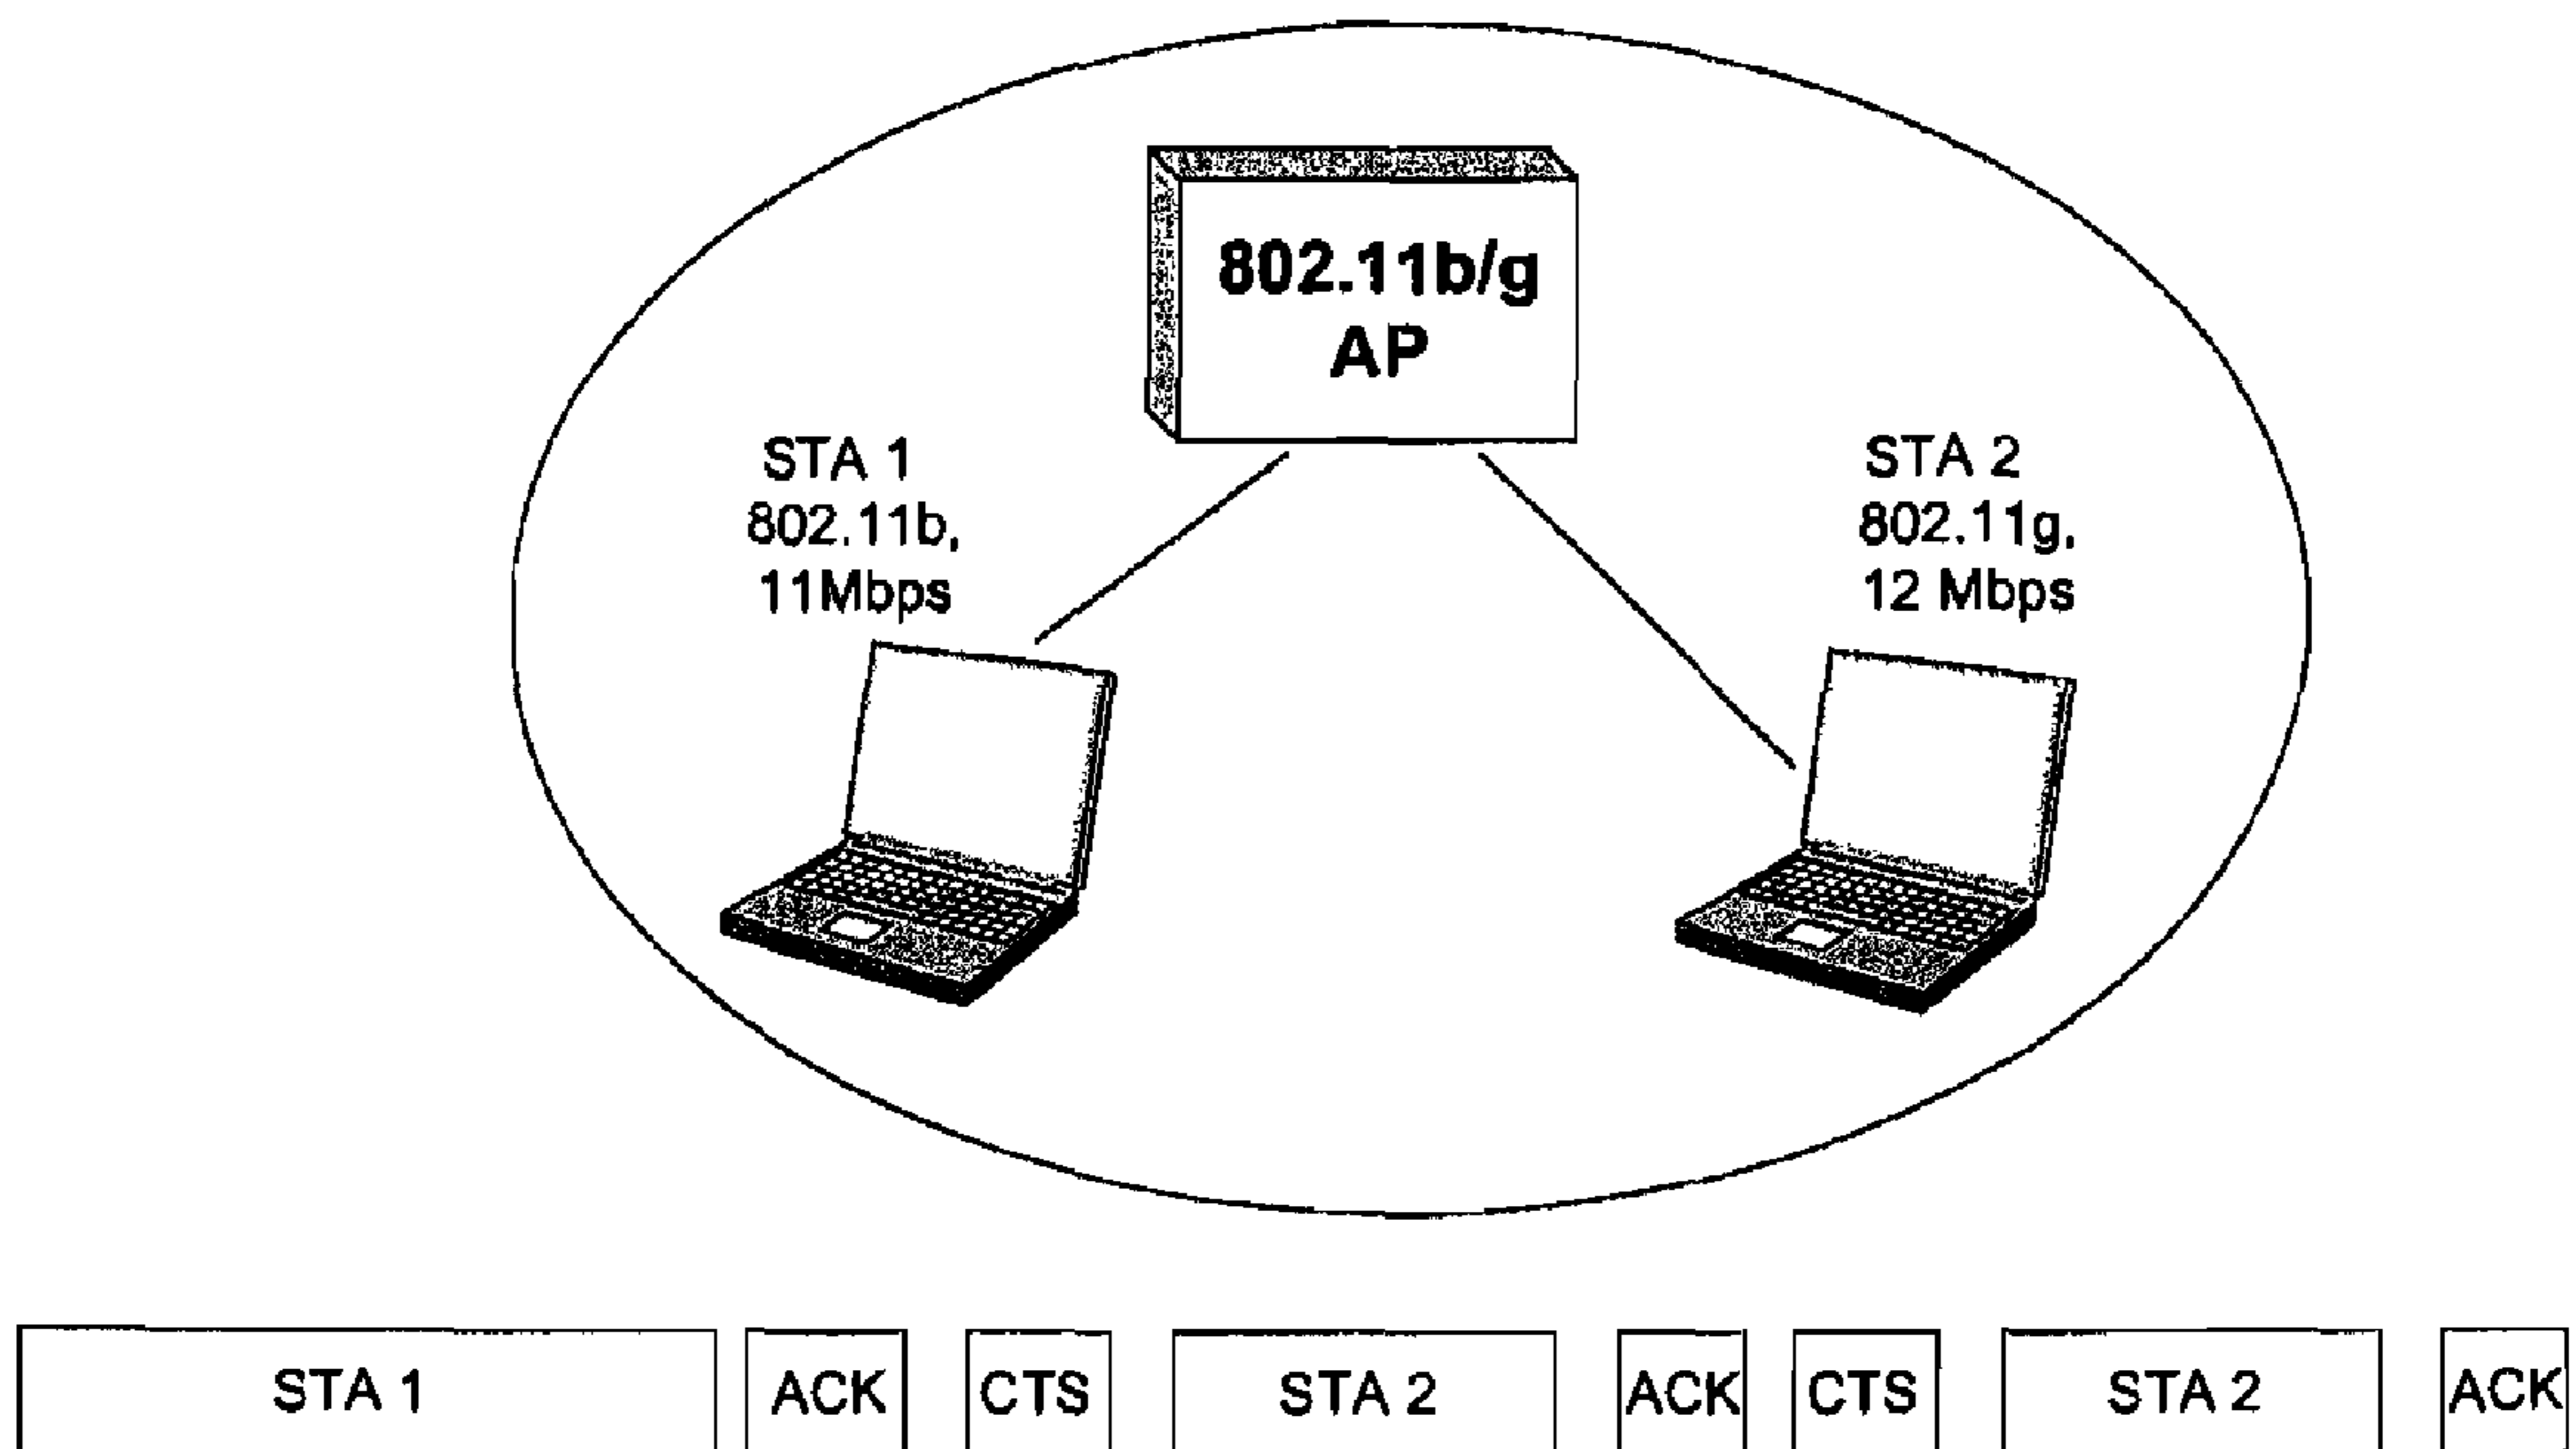 802.11b/g
AP
STA 1
802.11b,
11Mbps
STA 2
802.11g,
12 Mbps
STA 1 ACK CTS STA 2 ACK CTS STA 2 ACK